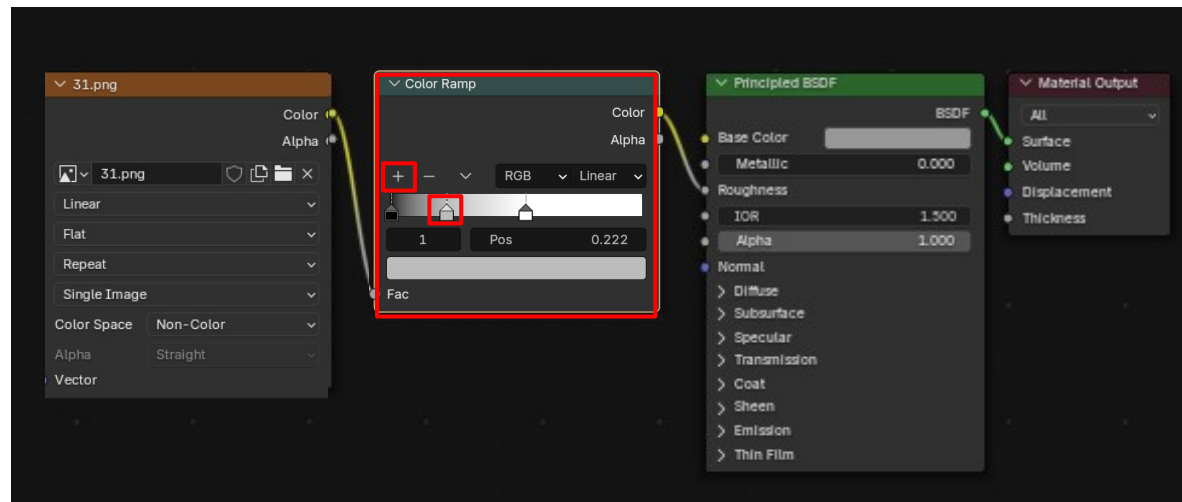 31.png
Color
Alpha
31.png
Linear
Flat
Repeat
Single Image
Color Space Non-Color
Alpha Straight
Vector
Color Ramp
Color
Alpha
RGB Linear
1 Pos 0.222
Fac
Principled BSDF
BSDF
Base Color
Metallic 0.000
Roughness
IOR 1.500
Alpha 1.000
Normal
Diffuse
Subsurface
Specular
Transmission
Coat
Sheen
Emission
Thin Film
Material Output
All
Surface
Volume
Displacement
Thickness